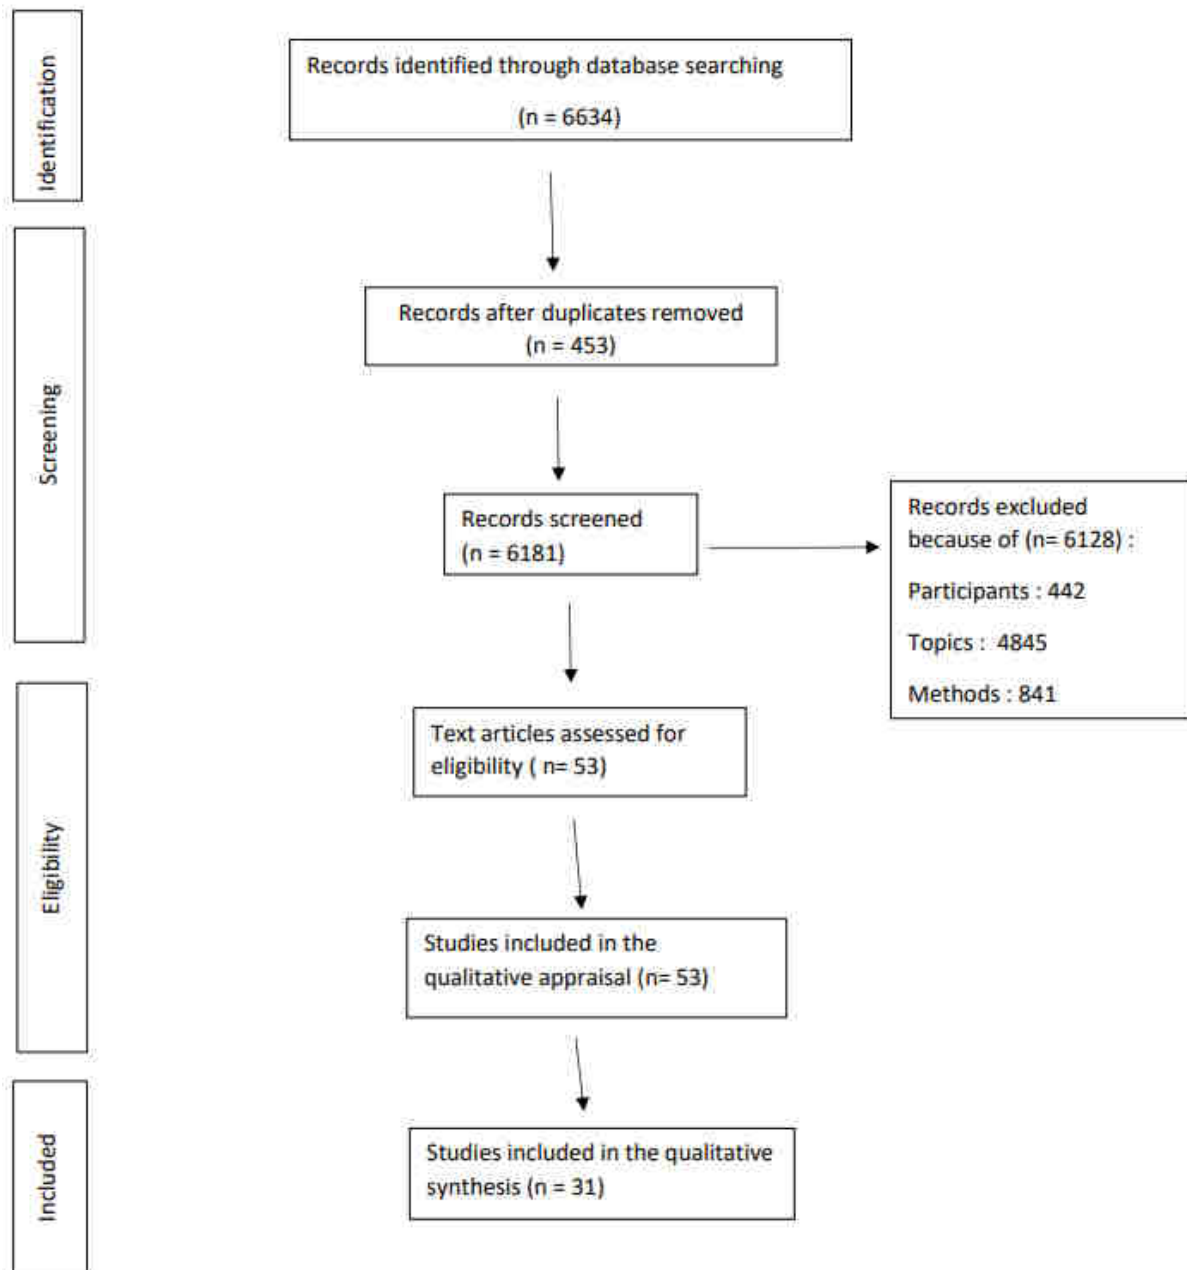 Identification
Records identified through database searching
(n = 6634)
Screening
Records after duplicates removed
(n = 453)
Records screened
(n = 6181)
Records excluded
because of (n= 6128) :
Participants : 442
Topics :  4845
Methods : 841
Eligibility
Text articles assessed for
eligibility ( n= 53)
Studies included in the
qualitative appraisal (n= 53)
Included
Studies included in the qualitative
synthesis (n = 31)